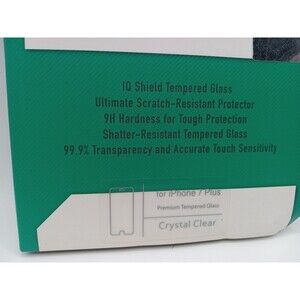 IQ Shield Tempered Glass
Ultimate Scratch-Resistant Protector
9H Hardness for Tough Protection
Shatter-Resistant Tempered Glass
99.9% Transparency and Accurate Touch Sensitivity
for iPhone 7 Plus
Premium Tempered Glass
Crystal Clear